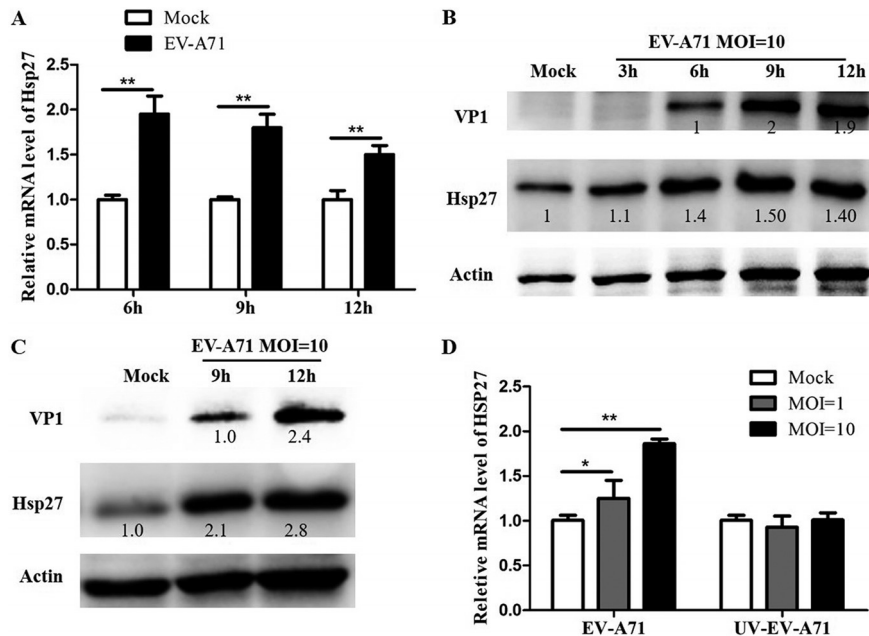 A
Mock
EV-A71
Relative mRNA level of Hsp27
2.5
2.0
1.5
1.0
0.5
0.0
**
**
**
6h
9h
12h
B
EV-A71 MOI=10
Mock
3h
6h
9h
12h
VP1
1
2
1.9
Hsp27
1
1.1
1.4
1.50
1.40
Actin
C
EV-A71 MOI=10
Mock
9h
12h
VP1
1.0
2.4
Hsp27
1.0
2.1
2.8
Actin
D
Mock
MOI=1
MOI=10
Reletive mRNA level of HSP27
2.5
2.0
1.5
1.0
0.5
0.0
*
**
EV-A71
UV-EV-A71